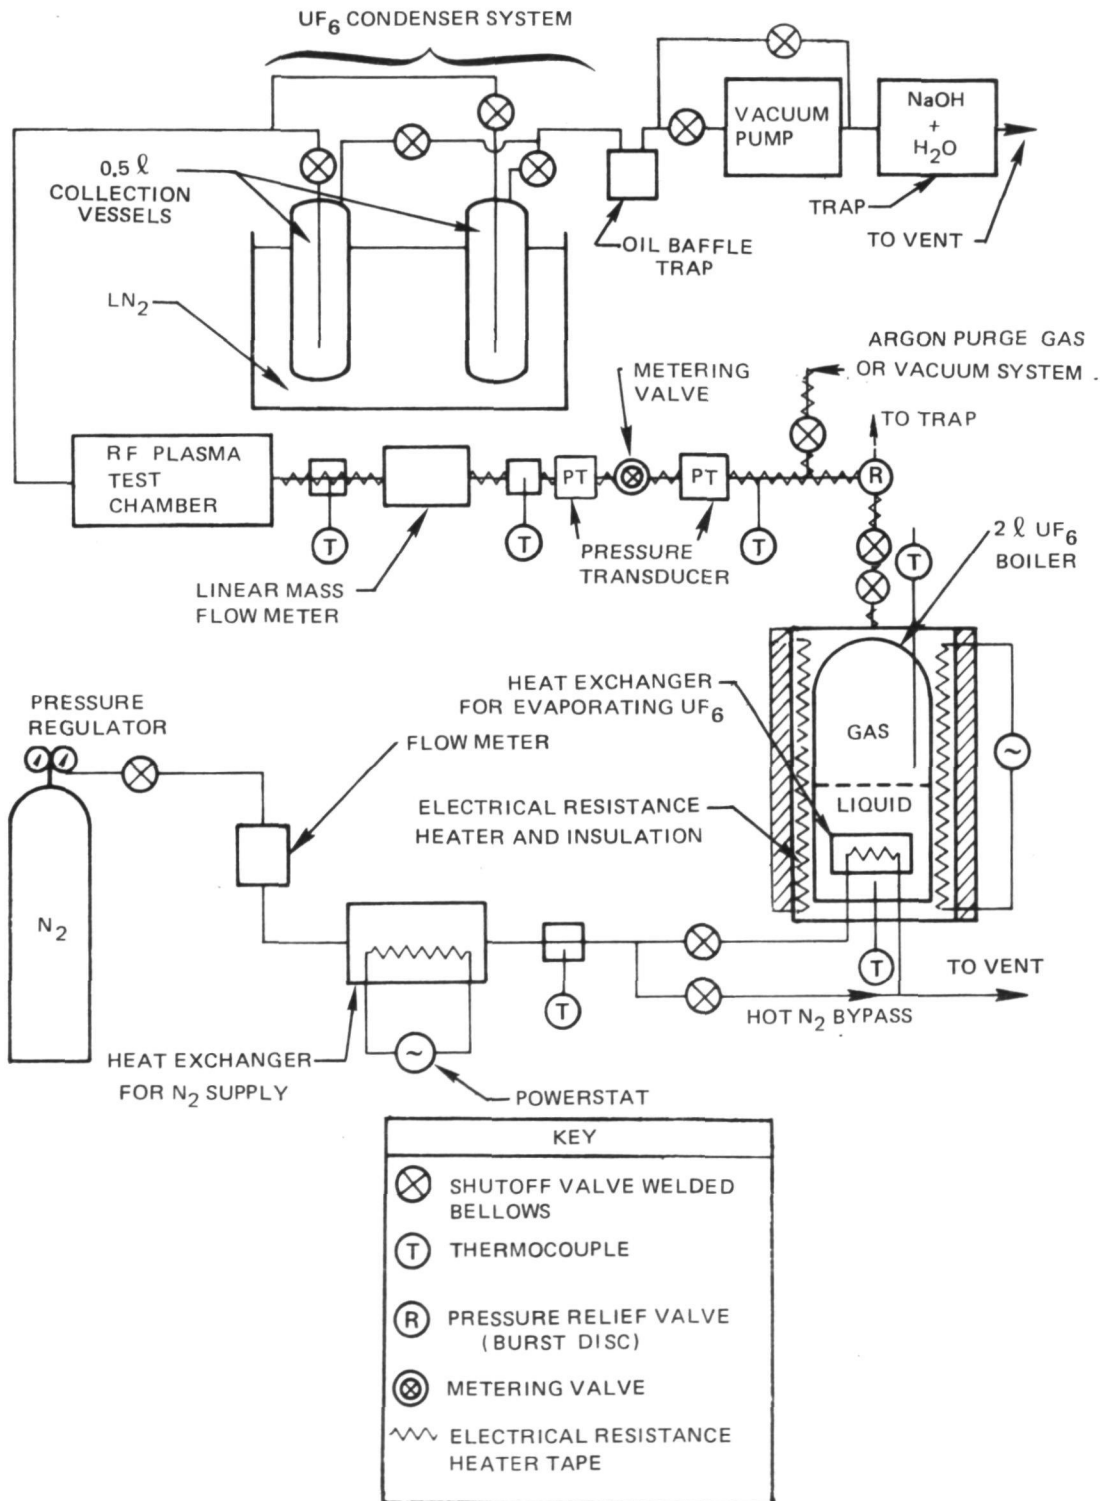 UF6 CONDENSER SYSTEM
0.5 ℓ
COLLECTION
VESSELS
LN2
VACUUM
PUMP
NaOH
+
H2O
TRAP
TO VENT
OIL BAFFLE
TRAP
ARGON PURGE GAS
OR VACUUM SYSTEM
METERING
VALVE
TO TRAP
RF PLASMA
TEST
CHAMBER
PT
PT
R
T
T
T
T
LINEAR MASS
FLOW METER
PRESSURE
TRANSDUCER
2 ℓ UF6
BOILER
PRESSURE
REGULATOR
HEAT EXCHANGER
FOR EVAPORATING UF6
FLOW METER
GAS
~
ELECTRICAL RESISTANCE
HEATER AND INSULATION
LIQUID
N2
T
T
TO VENT
HOT N2 BYPASS
HEAT EXCHANGER
FOR N2 SUPPLY
~
POWERSTAT
KEY
SHUTOFF VALVE WELDED
BELLOWS
T THERMOCOUPLE
R PRESSURE RELIEF VALVE
(BURST DISC)
METERING VALVE
ELECTRICAL RESISTANCE
HEATER TAPE